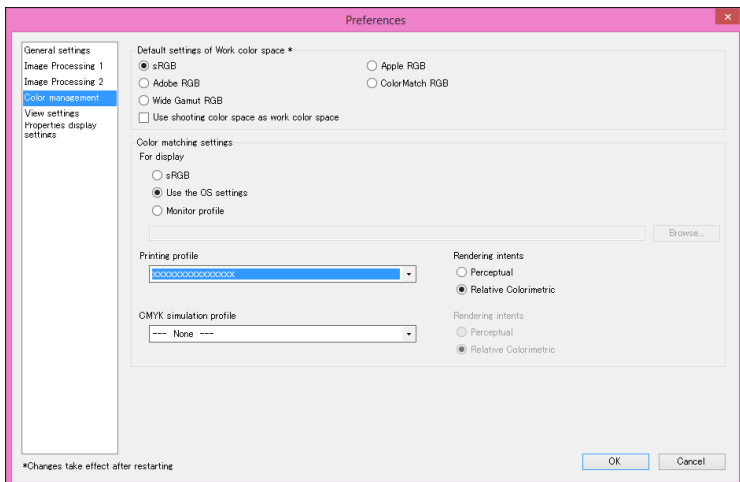 Preferences
General settings
Image Processing 1
Image Processing 2
Color management
View settings
Properties display
settings
Default settings of Work color space *
sRGB
Apple RGB
Adobe RGB
ColorMatch RGB
Wide Gamut RGB
Use shooting color space as work color space
Color matching settings
For display
sRGB
Use the OS settings
Monitor profile
Browse...
Printing profile
Rendering intents
XXXXXXXXXXXXXXX
Perceptual
Relative Colorimetric
CMYK simulation profile
Rendering intents
--- None ---
Perceptual
Relative Colorimetric
*Changes take effect after restarting
OK
Cancel